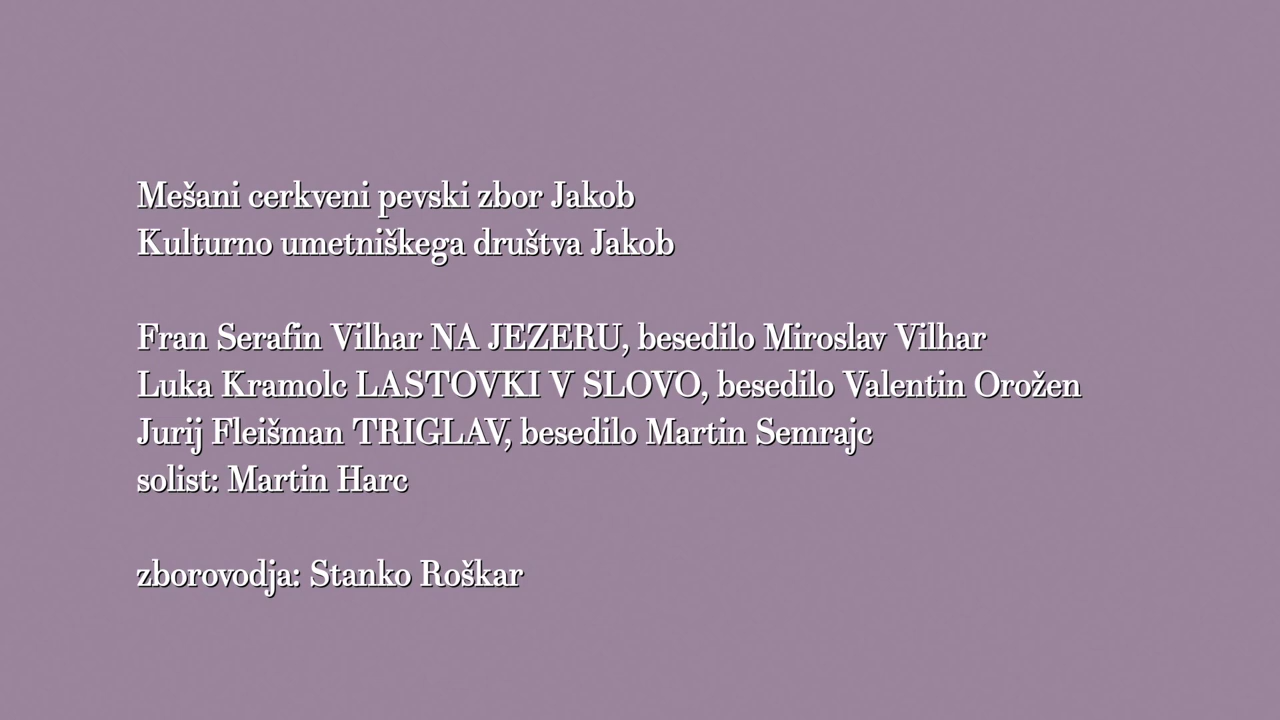 Mešani cerkveni pevski zbor Jakob
Kulturno umetniškega društva Jakob
Fran Serafin Vilhar NA JEZERU, besedilo Miroslav Vilhar
Luka Kramolc LASTOVKI V SLOVO, besedilo Valentin Orožen
Jurij Fleišman TRIGLAV, besedilo Martin Semrajc
solist: Martin Harc
zborovodja: Stanko Roškar